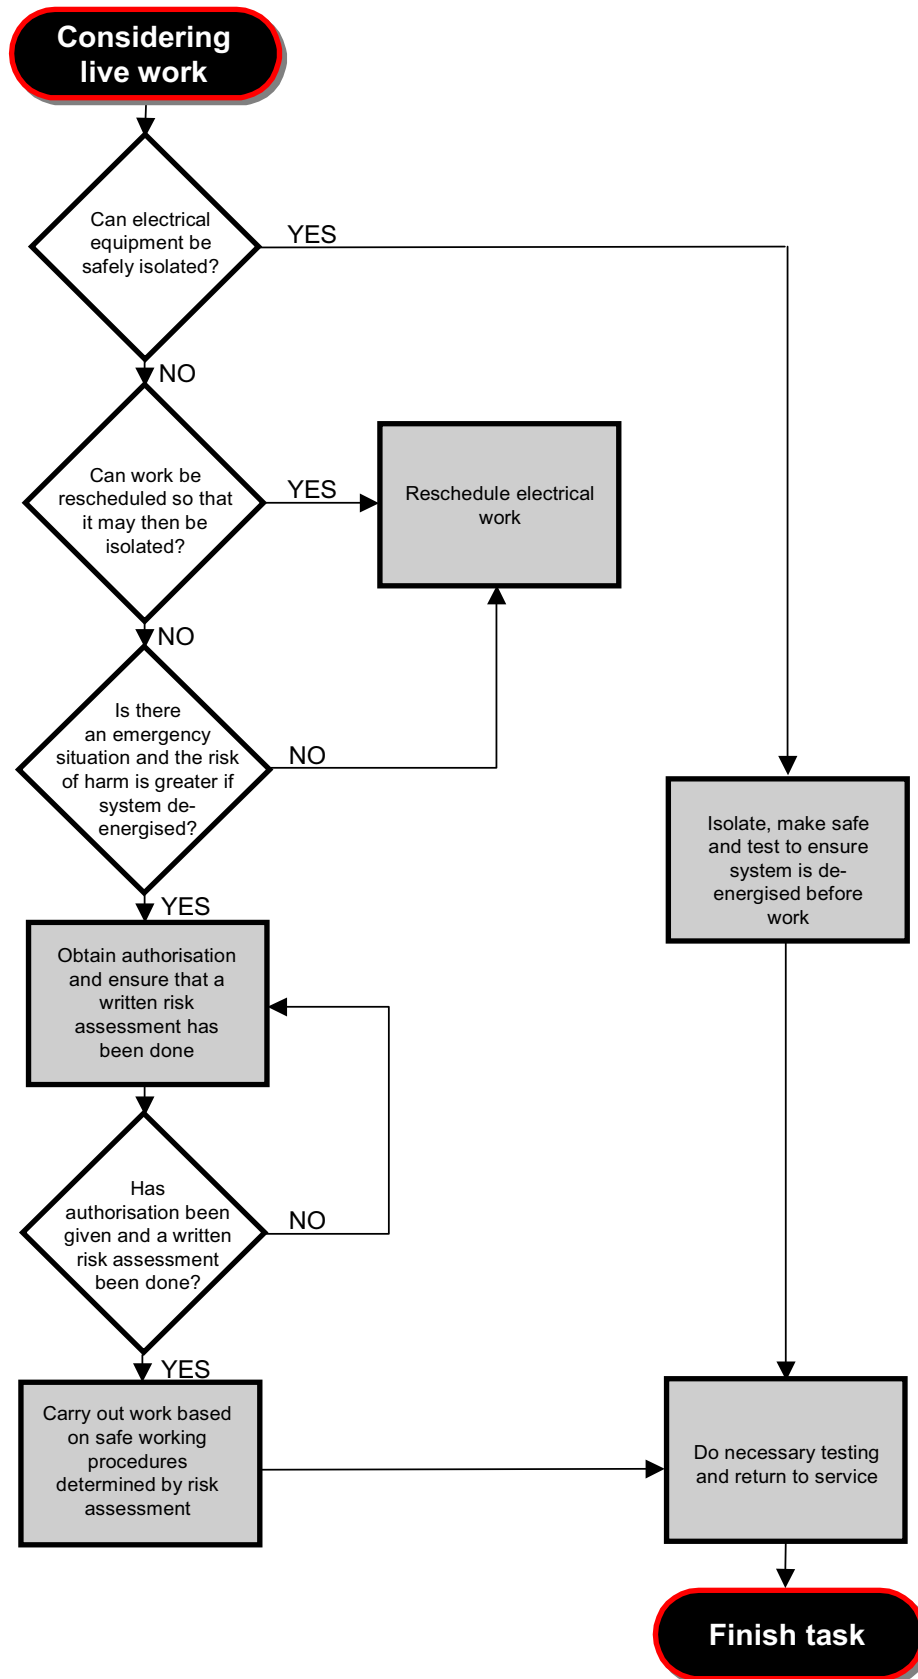 Considering
live work
Can electrical
equipment be
safely isolated?
YES
NO
Can work be
rescheduled so that
it may then be
isolated?
YES
Reschedule electrical
work
NO
Is there
an emergency
situation and the risk
of harm is greater if
system de-
energised?
NO
YES
Isolate, make safe
and test to ensure
system is de-
energised before
work
Obtain authorisation
and ensure that a
written risk
assessment has
been done
Has
authorisation been
given and a written
risk assessment
been done?
NO
YES
Carry out work based
on safe working
procedures
determined by risk
assessment
Do necessary testing
and return to service
Finish task